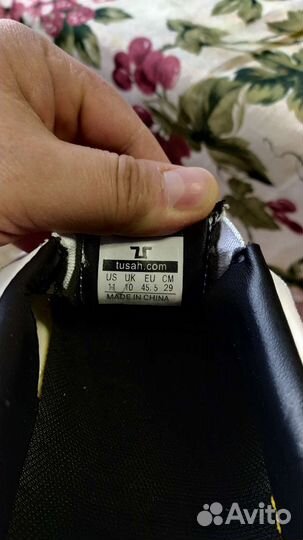 tusah.com
US UK EU CM
11 10 45.5 29
MADE IN CHINA
Avito